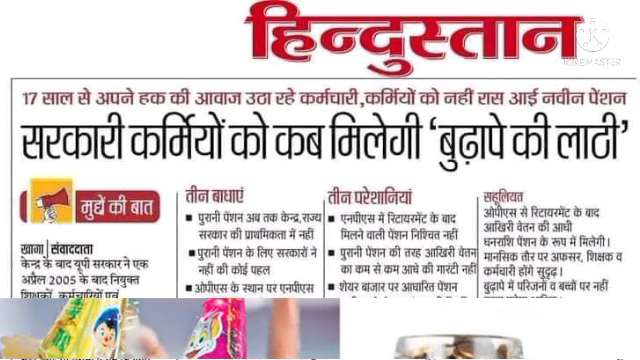 हिन्दुस्तान
KINEMASTER
17 साल से अपने हक की आवाज उठा रहे कर्मचारी,कर्मियों को नहीं रास आई नवीन पेंशन
सरकारी कर्मियों को कब मिलेगी ‘बुढ़ापे की लाठी’
मुद्दे की बात
खागा | संवाददाता
केन्द्र के बाद यूपी सरकार ने एक
अप्रैल 2005 के बाद नियुक्त
शिक्षकों, कर्मचारियों एवं
तीन बाधाएं
■ पुरानी पेंशन अब तक केन्द्र,राज्य
सरकार की प्राथमिकता में नहीं
■ पुरानी पेंशन के लिए सरकारों ने
नहीं की कोई पहल
■ ओपीएस के स्थान पर एनपीएस
तीन परेशानियां
■ एनपीएस में रिटायरमेंट के बाद
मिलने वाली पेंशन निश्चित नहीं
■ पुरानी पेंशन की तरह आखिरी वेतन
का कम से कम आधे की गारंटी नहीं
■ शेयर बाजार पर आधारित पेंशन
सहूलियत
ओपीएस से रिटायरमेंट के बाद
आखिरी वेतन की आधी
धनराशि पेंशन के रूप में मिलेगी।
मानसिक तौर पर अफसर, शिक्षक व
कर्मचारी होंगे सुदृढ़।
बुढ़ापे में परिजनों व बच्चों पर नहीं